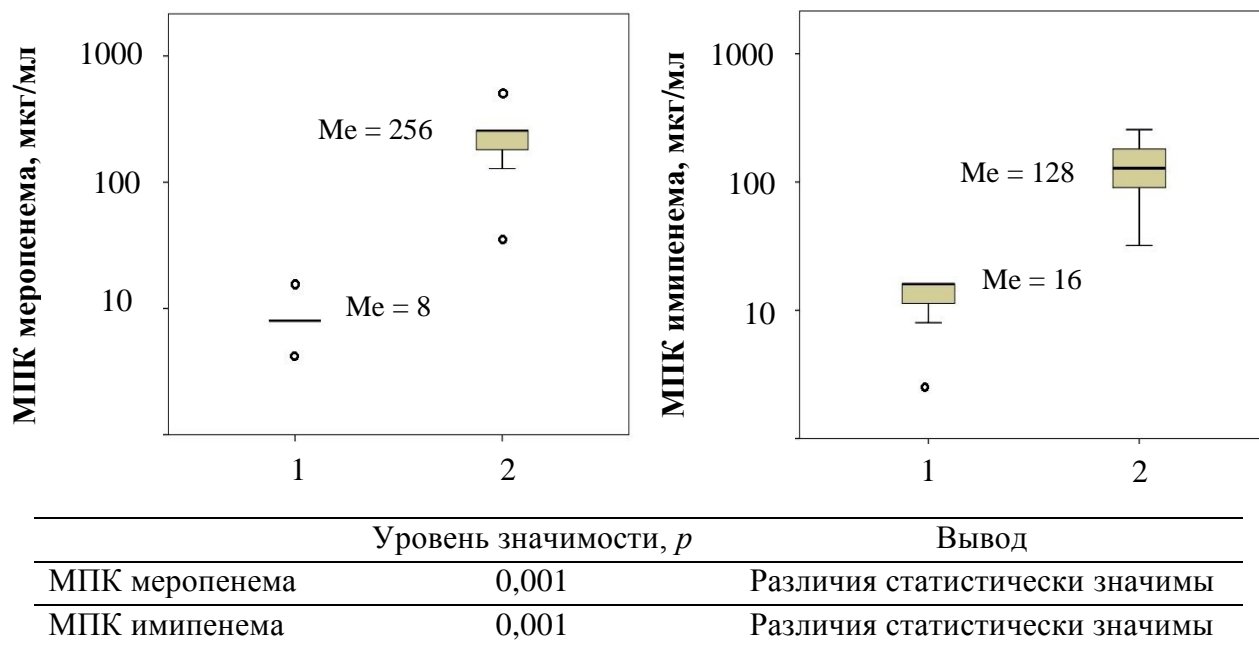 МПК меропенема, мкг/мл
1000
100
10
Me = 256
Me = 8
1
2
МПК имипенема, мкг/мл
1000
100
10
Me = 128
Me = 16
1
2
Уровень значимости, p Вывод
МПК меропенема 0,001 Различия статистически значимы
МПК имипенема 0,001 Различия статистически значимы